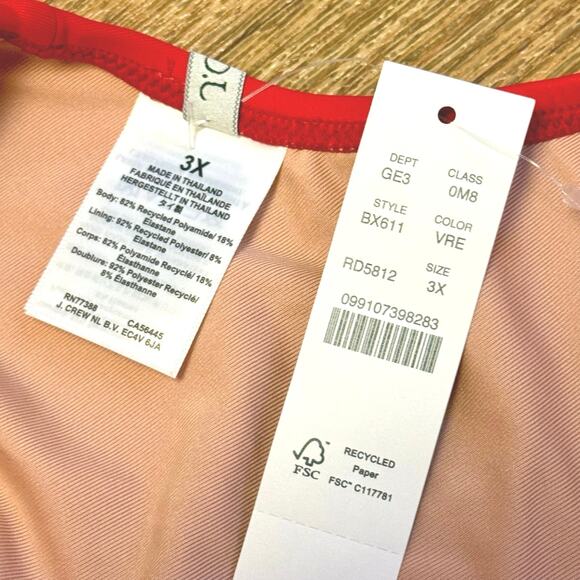 3X
MADE IN THAILAND
FABRIQUÉ EN THAÏLANDE
HERGESTELLT IN THAILAND
タイ製
Body: 82% Recycled Polyamide/ 18%
Elastane
Lining: 92% Recycled Polyester/ 8%
Elastane
Corps: 82% Polyamide Recyclé/ 18%
Élasthanne
Doublure: 92% Polyester Recyclé/
8% Élasthanne
RN77388 CA56445
J. CREW NL B.V. EC4V 6JA
DEPT CLASS
GE3 0M8
STYLE COLOR
BX611 VRE
RD5812 SIZE
3X
099107398283
FSC
RECYCLED
Paper
FSC™ C117781